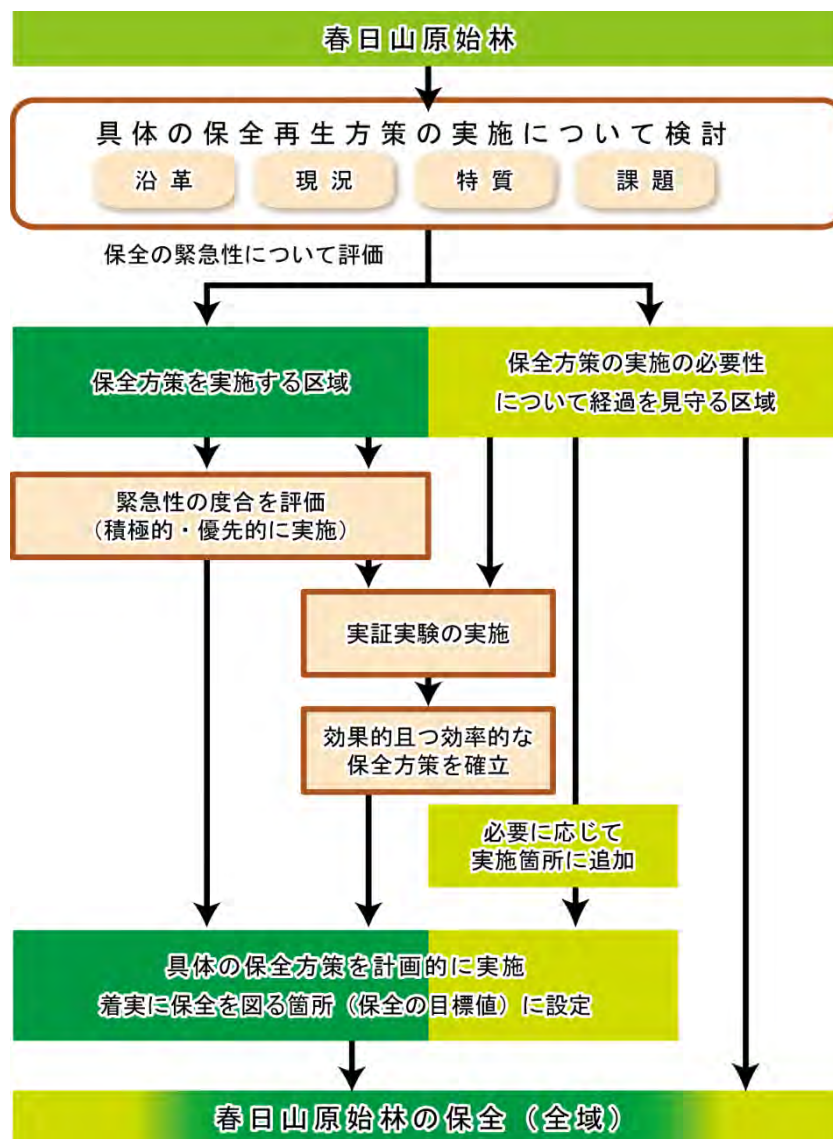 春日山原始林
具体の保全再生方策の実施について検討
沿革
現況
特質
課題
保全の緊急性について評価
保全方策を実施する区域
保全方策の実施の必要性
について経過を見守る区域
緊急性の度合を評価
（積極的・優先的に実施）
実証実験の実施
効果的且つ効率的な
保全方策を確立
必要に応じて
実施箇所に追加
具体の保全方策を計画的に実施
着実に保全を図る箇所（保全の目標値）に設定
春日山原始林の保全（全域）